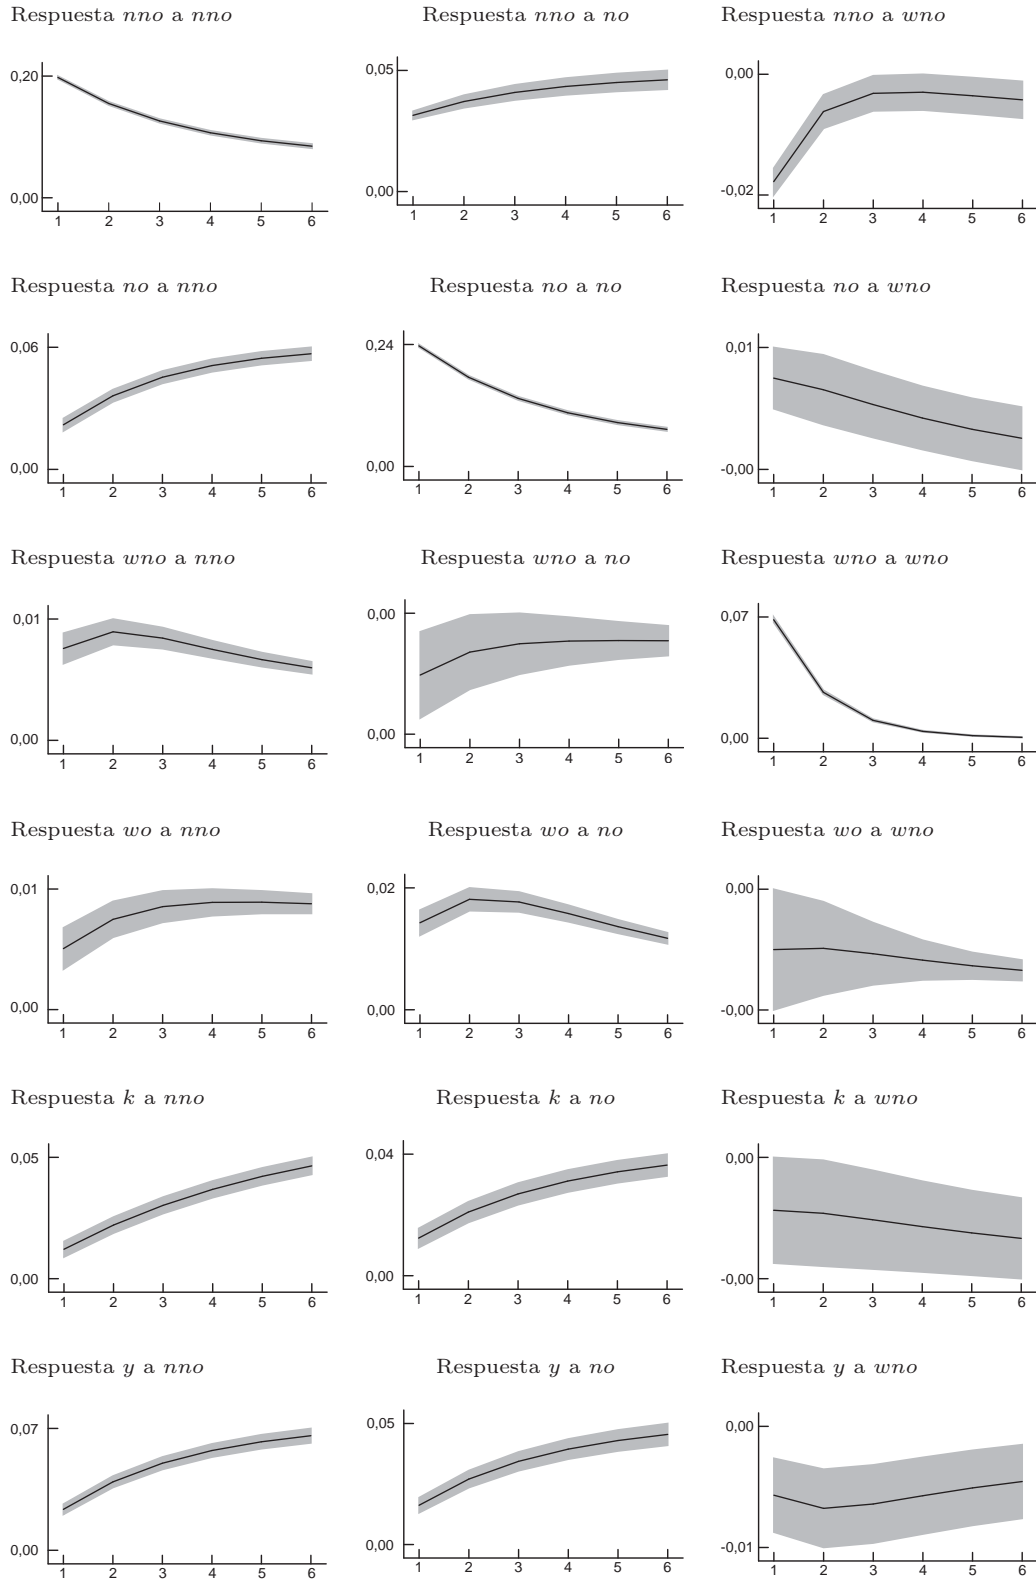 Respuesta nno a nno
Respuesta nno a no
Respuesta nno a wno
0,20
0,00
1 2 3 4 5 6
0,05
0,00
1 2 3 4 5 6
0,00
-0,02
1 2 3 4 5 6
Respuesta no a nno
Respuesta no a no
Respuesta no a wno
0,06
0,00
1 2 3 4 5 6
0,24
0,00
1 2 3 4 5 6
0,01
-0,00
1 2 3 4 5 6
Respuesta wno a nno
Respuesta wno a no
Respuesta wno a wno
0,01
0,00
1 2 3 4 5 6
0,00
0,00
1 2 3 4 5 6
0,07
0,00
1 2 3 4 5 6
Respuesta wo a nno
Respuesta wo a no
Respuesta wo a wno
0,01
0,00
1 2 3 4 5 6
0,02
0,00
1 2 3 4 5 6
0,00
-0,00
1 2 3 4 5 6
Respuesta k a nno
Respuesta k a no
Respuesta k a wno
0,05
0,00
1 2 3 4 5 6
0,04
0,00
1 2 3 4 5 6
0,00
-0,00
1 2 3 4 5 6
Respuesta y a nno
Respuesta y a no
Respuesta y a wno
0,07
0,00
1 2 3 4 5 6
0,05
0,00
1 2 3 4 5 6
0,00
-0,01
1 2 3 4 5 6